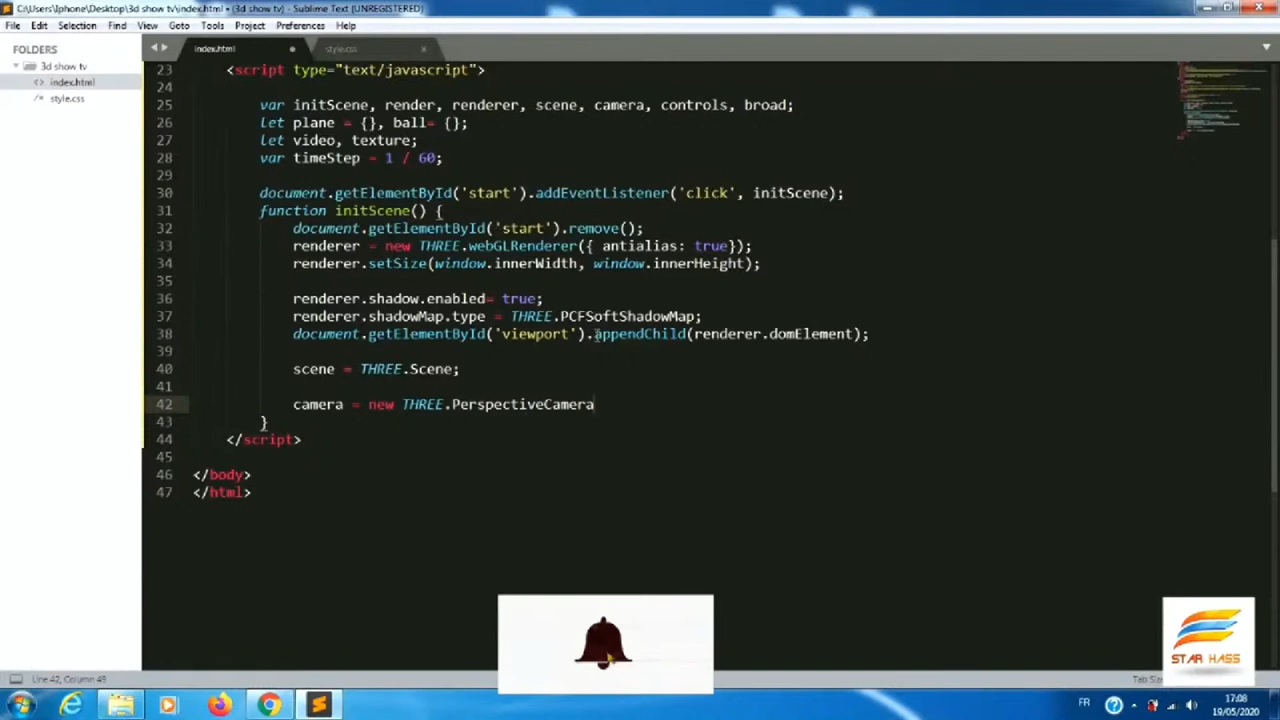 C:\Users\Iphone\Desktop\3d show tv\index.html • (3d show tv) - Sublime Text (UNREGISTERED)
File Edit Selection Find View Goto Tools Project Preferences Help
FOLDERS
3d show tv
<> index.html
/* style.css
index.html
style.css
23 <script type="text/javascript">
24
25 var initScene, render, renderer, scene, camera, controls, broad;
26 let plane = {}, ball= {};
27 let video, texture;
28 var timeStep = 1 / 60;
29
30 document.getElementById('start').addEventListener('click', initScene);
31 function initScene() {
32 document.getElementById('start').remove();
33 renderer = new THREE.webGLRenderer({ antialias: true});
34 renderer.setSize(window.innerWidth, window.innerHeight);
35
36 renderer.shadow.enabled= true;
37 renderer.shadowMap.type = THREE.PCFSoftShadowMap;
38 document.getElementById('viewport').appendChild(renderer.domElement);
39
40 scene = THREE.Scene;
41
42 camera = new THREE.PerspectiveCamera
43 }
44 </script>
45
46 </body>
47 </html>
STAR HASS
Line 42, Column 49
Tab
FR
17:08
19/05/2020